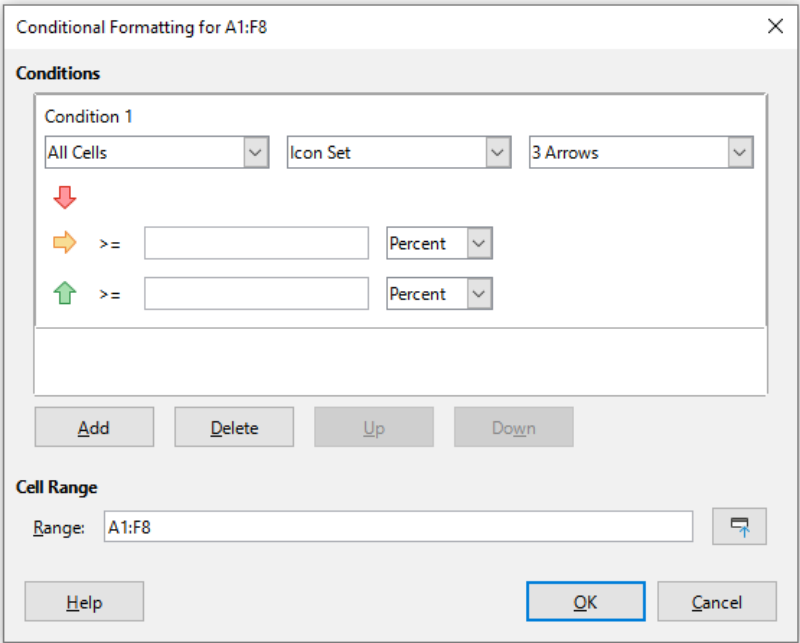 Conditional Formatting for A1:F8
Conditions
Condition 1
All Cells Icon Set 3 Arrows
>= Percent
>= Percent
Add Delete Up Down
Cell Range
Range: A1:F8
Help OK Cancel